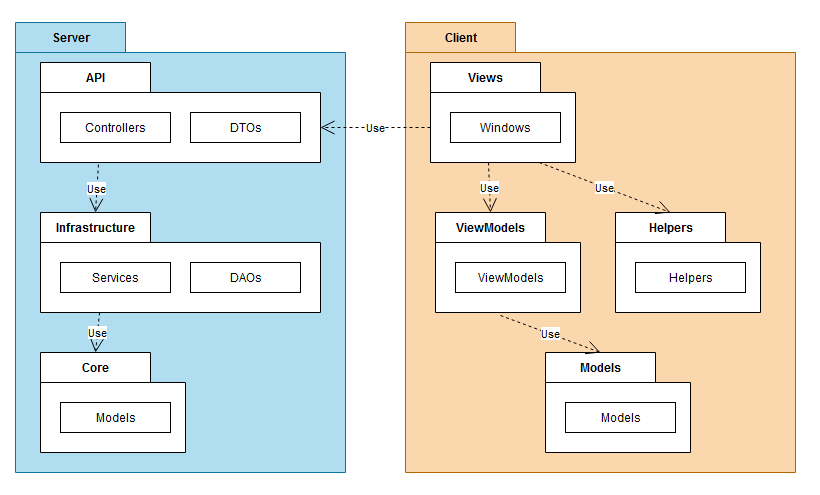 Server
API
Controllers
DTOs
Use
Infrastructure
Services
DAOs
Use
Core
Models
Use
Client
Views
Windows
Use
Use
ViewModels
ViewModels
Helpers
Helpers
Use
Models
Models